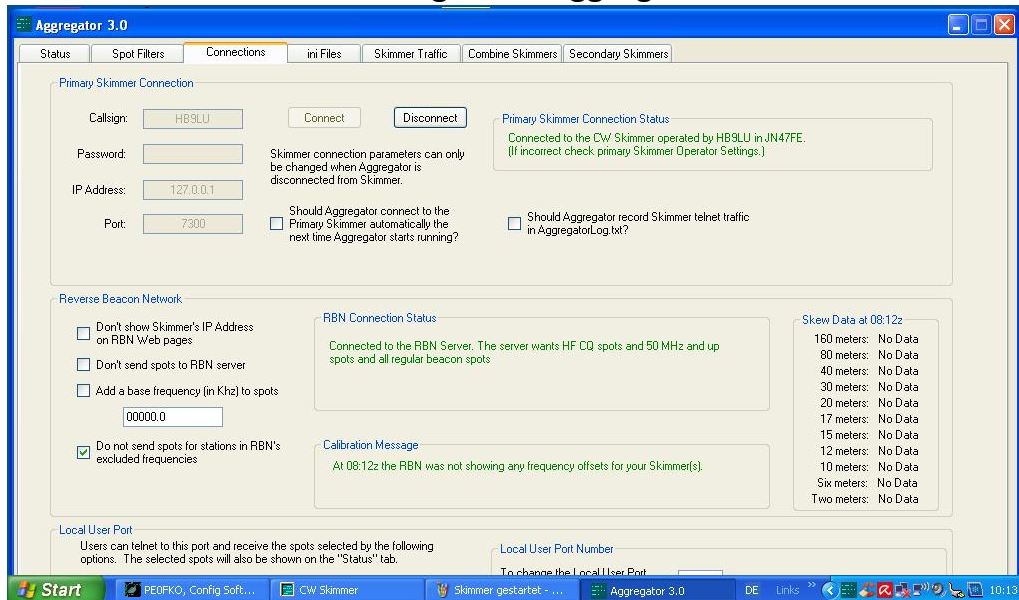 Aggregator 3.0
Status
Spot Filters
Connections
ini Files
Skimmer Traffic
Combine Skimmers
Secondary Skimmers
Primary Skimmer Connection
Callsign:
HB9LU
Connect
Disconnect
Password:
Skimmer connection parameters can only
be changed when Aggregator is
disconnected from Skimmer.
IP Address:
127.0.0.1
Port:
7300
Should Aggregator connect to the
Primary Skimmer automatically the
next time Aggregator starts running?
Primary Skimmer Connection Status
Connected to the CW Skimmer operated by HB9LU in JN47FE.
(If incorrect check primary Skimmer Operator Settings.)
Should Aggregator record Skimmer telnet traffic
in AggregatorLog.txt?
Reverse Beacon Network
Don't show Skimmer's IP Address
on RBN Web pages
Don't send spots to RBN server
Add a base frequency (in Khz) to spots
00000.0
Do not send spots for stations in RBN's
excluded frequencies
RBN Connection Status
Connected to the RBN Server. The server wants HF CQ spots and 50 MHz and up
spots and all regular beacon spots
Calibration Message
At 08:12z the RBN was not showing any frequency offsets for your Skimmer(s).
Skew Data at 08:12z
160 meters: No Data
80 meters: No Data
40 meters: No Data
30 meters: No Data
20 meters: No Data
17 meters: No Data
15 meters: No Data
12 meters: No Data
10 meters: No Data
Six meters: No Data
Two meters: No Data
Local User Port
Users can telnet to this port and receive the spots selected by the following
options. The selected spots will also be shown on the "Status" tab.
Local User Port Number
To change the Local User Port
Start
PE0FKO, Config Soft...
CW Skimmer
Skimmer gestartet - ...
Aggregator 3.0
DE
Links
10:13